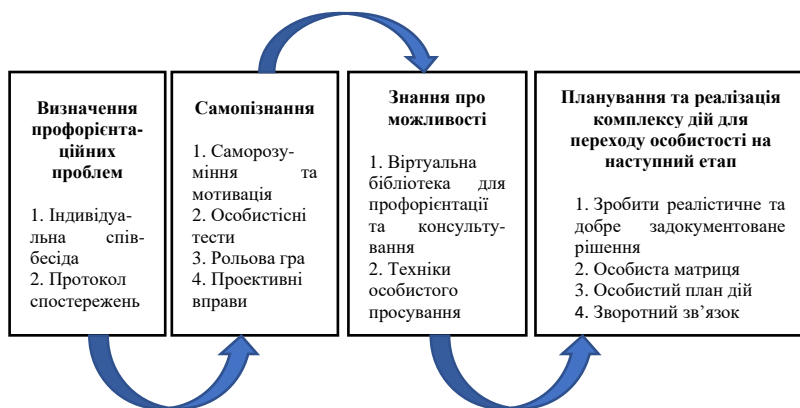 Визначення
профорієнта-
ційних
проблем
1. Індивідуа-
льна спів-
бесіда
2. Протокол
спостережень
Самопізнання
1. Саморозу-
міння та
мотивація
2. Особистісні
тести
3. Рольова гра
4. Проективні
вправи
Знання про
можливості
1. Віртуальна
бібліотека для
профорієнтації
та консульту-
вання
2. Техніки
особистого
просування
Планування та реалізація
комплексу дій для
переходу особистості на
наступний етап
1. Зробити реалістичне та
добре задокументоване
рішення
2. Особиста матриця
3. Особистий план дій
4. Зворотний зв’язок